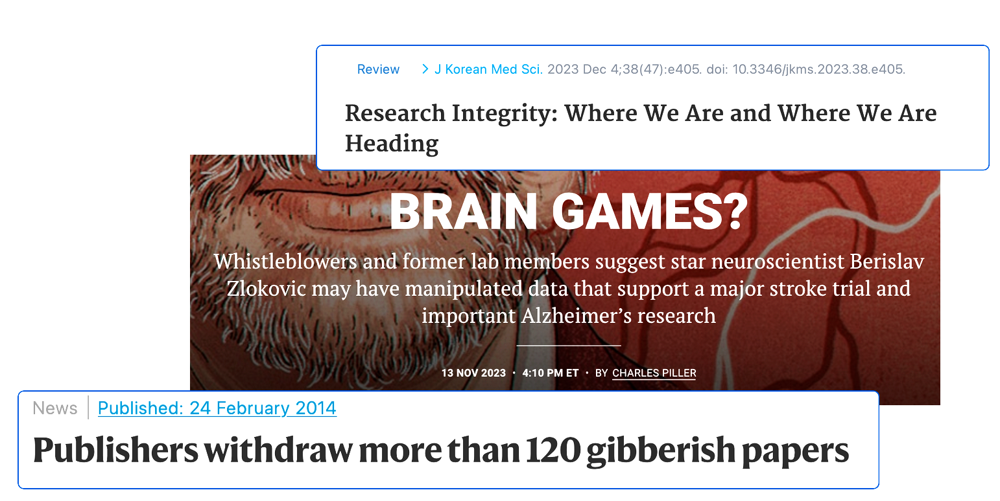 Review > J Korean Med Sci. 2023 Dec 4;38(47):e405. doi: 10.3346/jkms.2023.38.e405.
Research Integrity: Where We Are and Where We Are
Heading
BRAIN GAMES?
Whistleblowers and former lab members suggest star neuroscientist Berislav
Zlokovic may have manipulated data that support a major stroke trial and
important Alzheimer’s research
13 NOV 2023 • 4:10 PM ET • BY CHARLES PILLER
News | Published: 24 February 2014
Publishers withdraw more than 120 gibberish papers